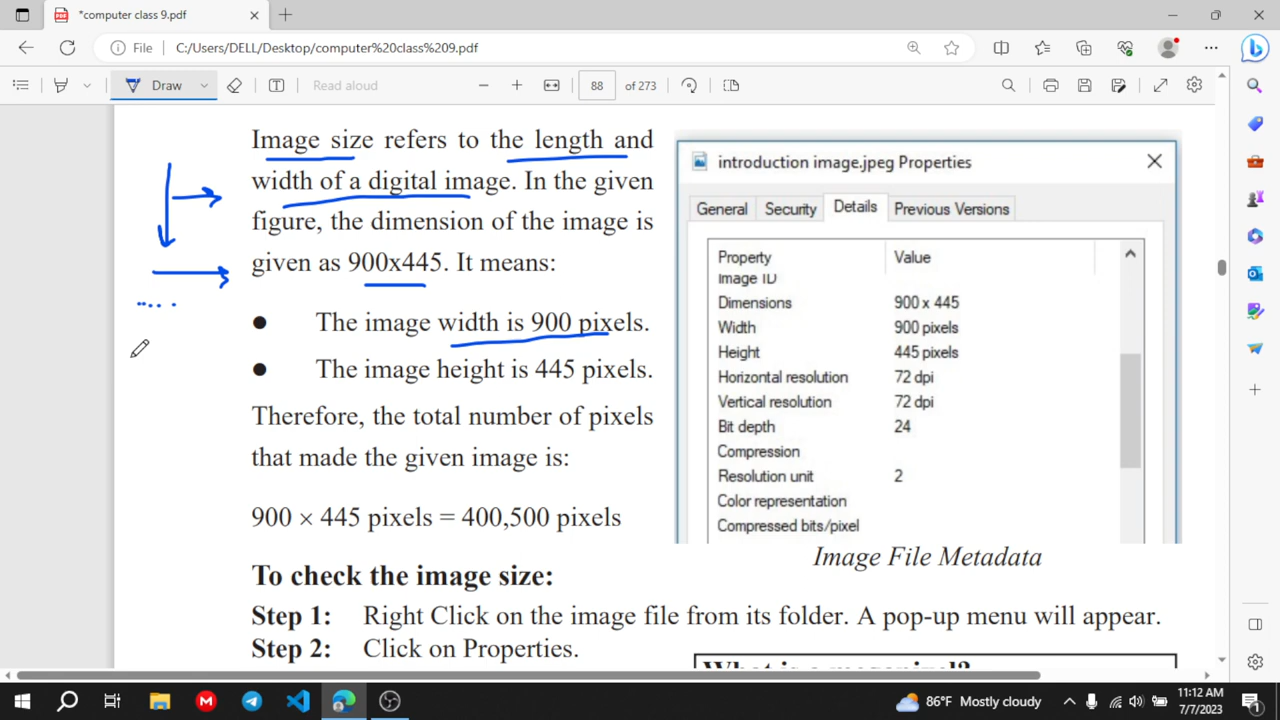 *computer class 9.pdf
File C:/Users/DELL/Desktop/computer%20class%209.pdf
Draw Read aloud 88 of 273
Image size refers to the length and
width of a digital image. In the given
figure, the dimension of the image is
given as 900x445. It means:
● The image width is 900 pixels.
● The image height is 445 pixels.
Therefore, the total number of pixels
that made the given image is:
900 × 445 pixels = 400,500 pixels
introduction image.jpeg Properties
General Security Details Previous Versions
Property Value
Image ID
Dimensions 900 x 445
Width 900 pixels
Height 445 pixels
Horizontal resolution 72 dpi
Vertical resolution 72 dpi
Bit depth 24
Compression
Resolution unit 2
Color representation
Compressed bits/pixel
Image File Metadata
To check the image size:
Step 1: Right Click on the image file from its folder. A pop-up menu will appear.
Step 2: Click on Properties.
What is a megapixel?
86°F Mostly cloudy
11:12 AM
7/7/2023